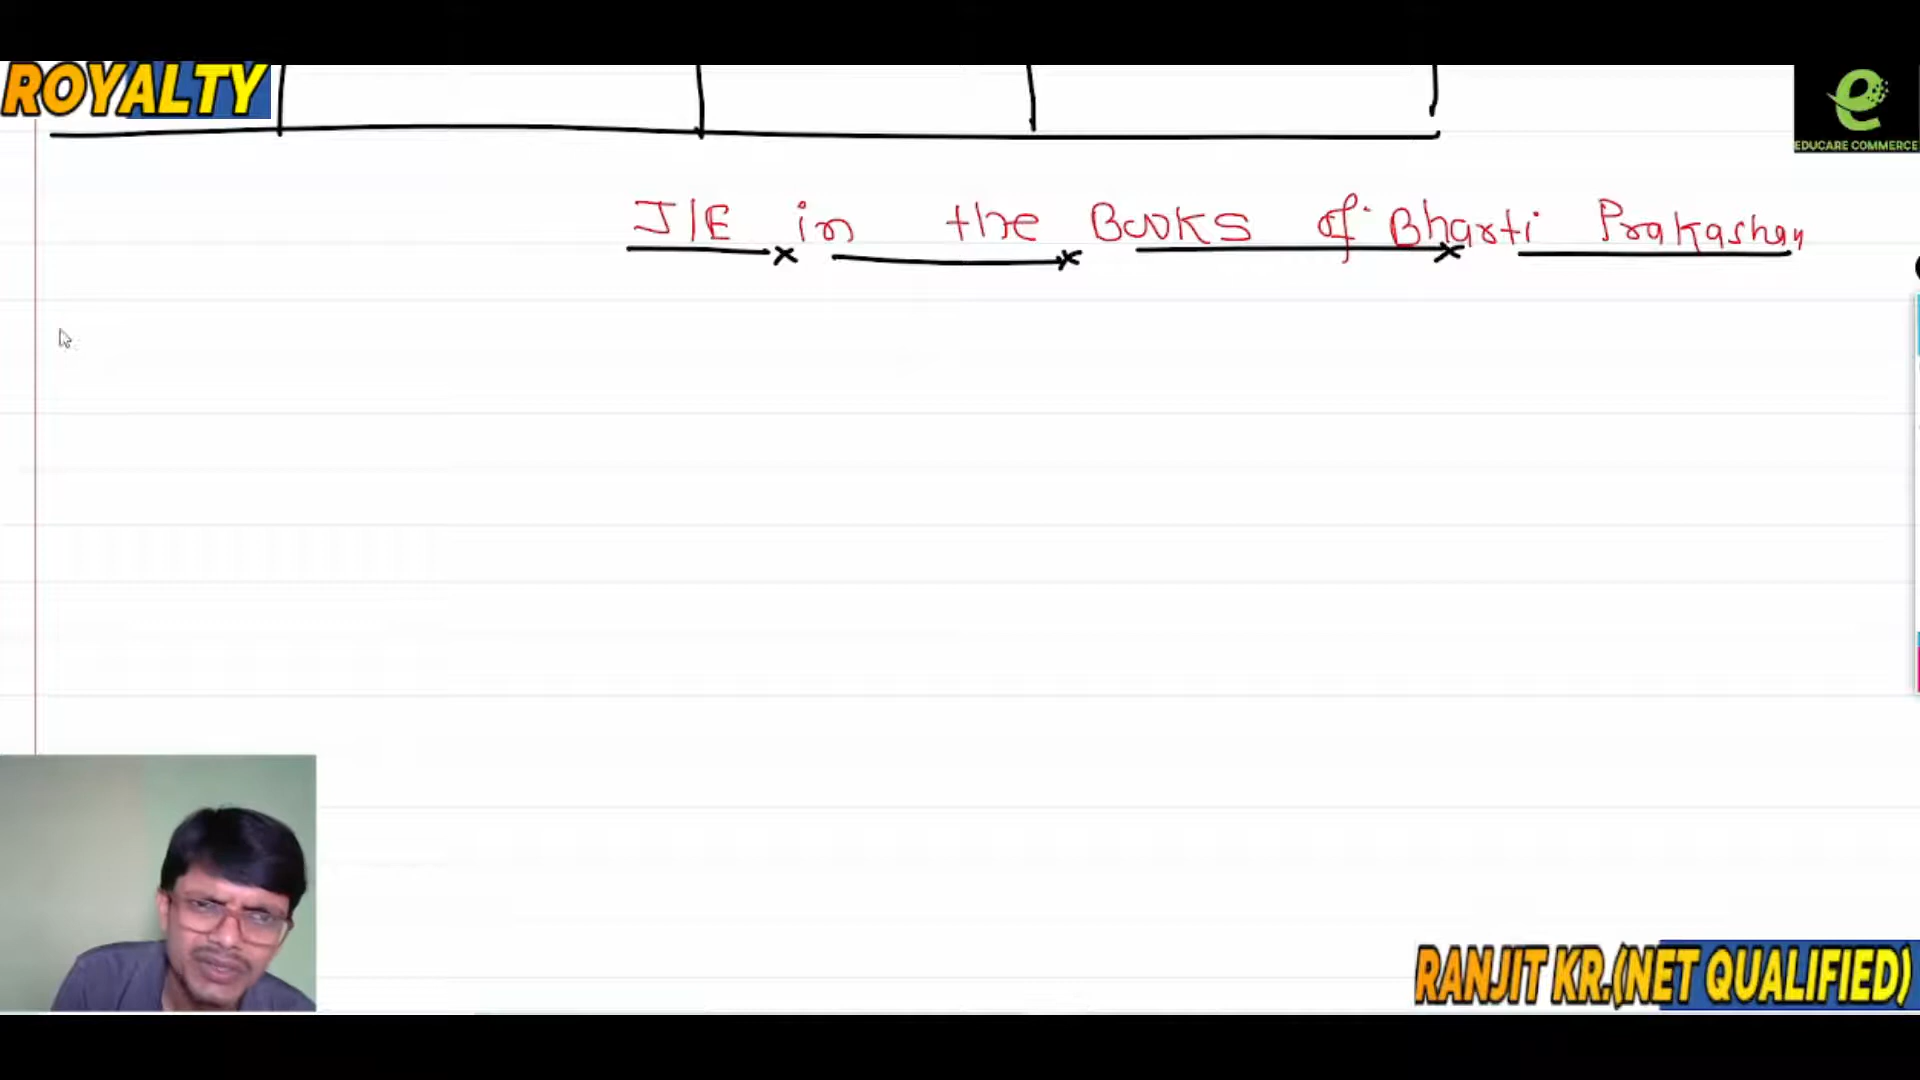 ROYALTY
EDUCARE COMMERCE
J/E in the Books of Bharti Prakashan
RANJIT KR.(NET QUALIFIED)